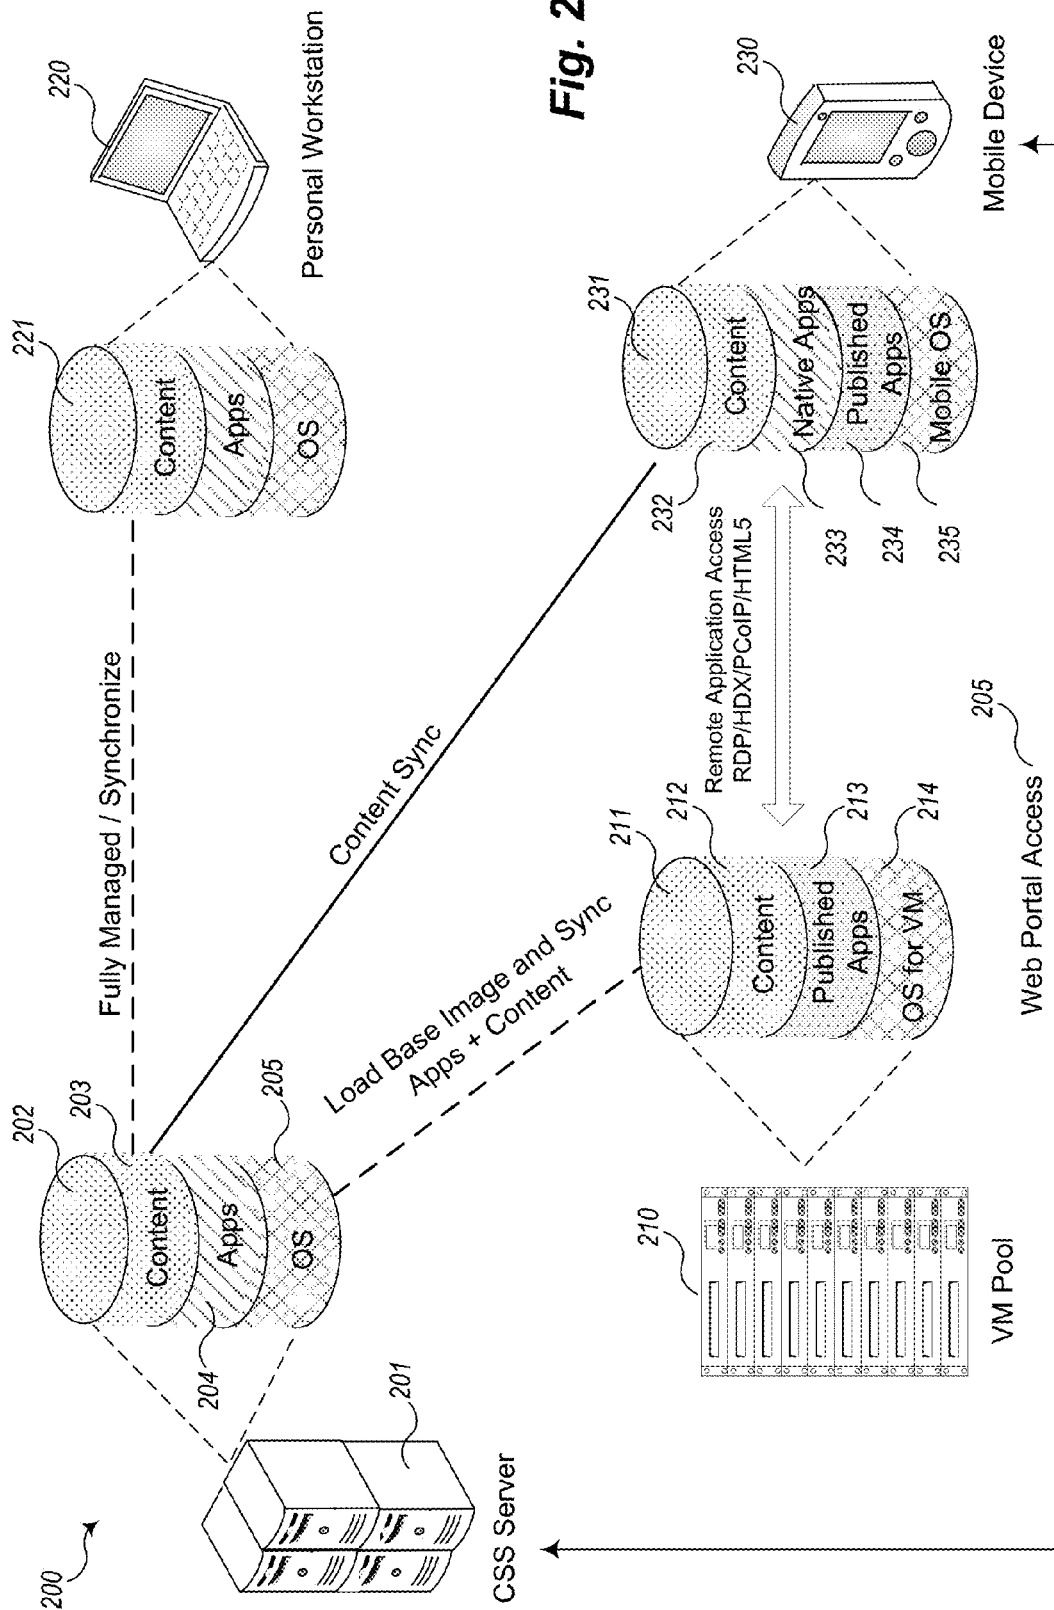 200
CSS Server
201
202
203
Content
Apps
OS
204
205
Fully Managed / Synchronize
221
Content
Apps
OS
220
Personal Workstation
Fig. 2
Content Sync
Load Base Image and Sync
Apps + Content
210
VM Pool
211
212
Content
Published
Apps
213
OS for VM
214
Remote Application Access
RDP/HDX/PCoIP/HTML5
231
232
Content
Native Apps
233
Published
Apps
234
Mobile OS
235
230
Mobile Device
Web Portal Access
205